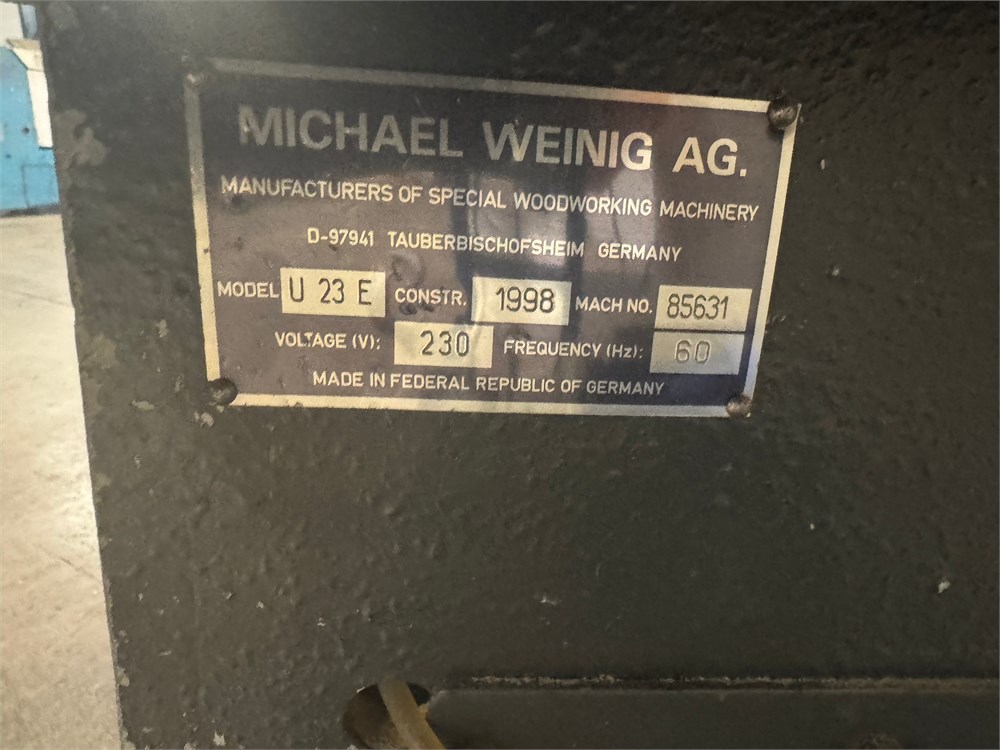 MICHAEL WEINIG AG.
MANUFACTURERS OF SPECIAL WOODWORKING MACHINERY
D-97941 TAUBERBISCHOFSHEIM GERMANY
MODEL U 23 E CONSTR. 1998 MACH NO. 85631
VOLTAGE (V): 230 FREQUENCY (Hz): 60
MADE IN FEDERAL REPUBLIC OF GERMANY